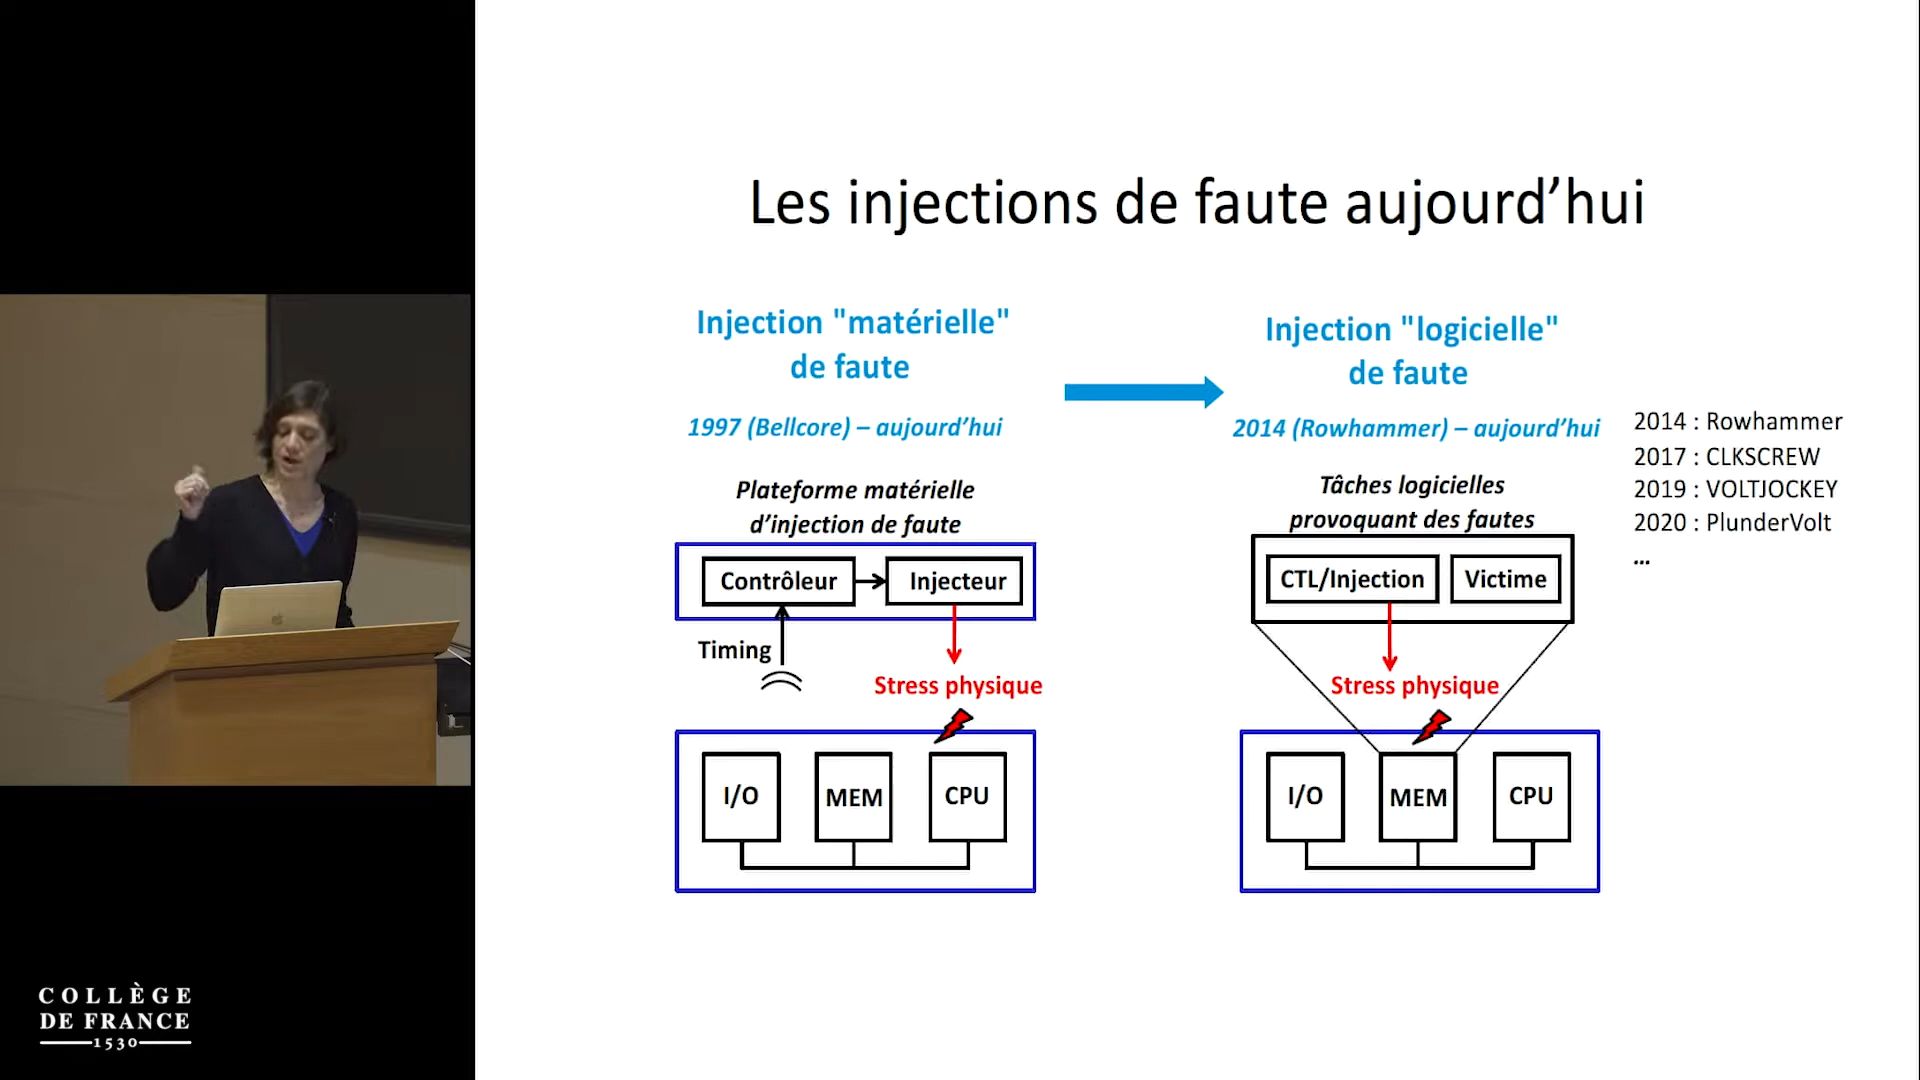 Les injections de faute aujourd’hui
Injection "matérielle"
de faute
1997 (Bellcore) – aujourd’hui
Plateforme matérielle
d’injection de faute
Contrôleur
Injecteur
Timing
Stress physique
I/O
MEM
CPU
Injection "logicielle"
de faute
2014 (Rowhammer) – aujourd’hui
Tâches logicielles
provoquant des fautes
CTL/Injection
Victime
Stress physique
I/O
MEM
CPU
2014 : Rowhammer
2017 : CLKSCREW
2019 : VOLTJOCKEY
2020 : PlunderVolt
...
COLLÈGE
DE FRANCE
1530